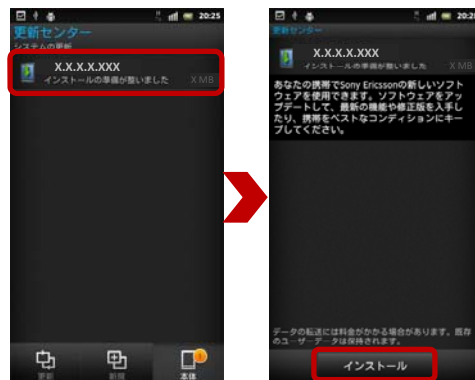 20:25
更新センター
システムの更新
X.X.X.X.XXX
インストールの準備が整いました
X MB
更新
新規
本体
20:2
更新センター
X.X.X.X.XXX
インストールの準備が整いました
X MB
あなたの携帯でSony Ericssonの新しいソフト
ウェアを使用できます。ソフトウェアをアッ
プデートして、最新の機能や修正版を入手し
たり、携帯をベストなコンディションにキー
プしてください。
データの転送には料金がかかる場合があります。既存
のユーザーデータは保持されます。
インストール